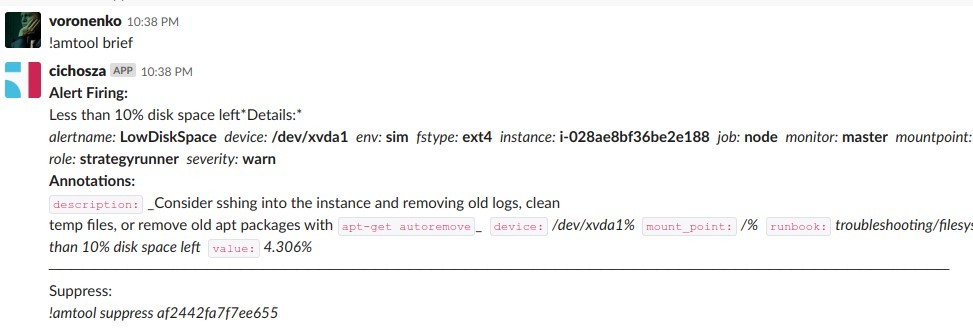 voronenko 10:38 PM
!amtool brief
cichosza APP 10:38 PM
Alert Firing:
Less than 10% disk space left*Details:*
alertname: LowDiskSpace device: /dev/xvda1 env: sim fstype: ext4 instance: i-028ae8bf36be2e188 job: node monitor: master mountpoint:
role: strategyrunner severity: warn
Annotations:
description: _Consider sshing into the instance and removing old logs, clean
temp files, or remove old apt packages with apt-get autoremove_ device: /dev/xvda1% mount_point: /% runbook: troubleshooting/filesys
than 10% disk space left value: 4.306%
Suppress:
!amtool suppress af2442fa7f7ee655